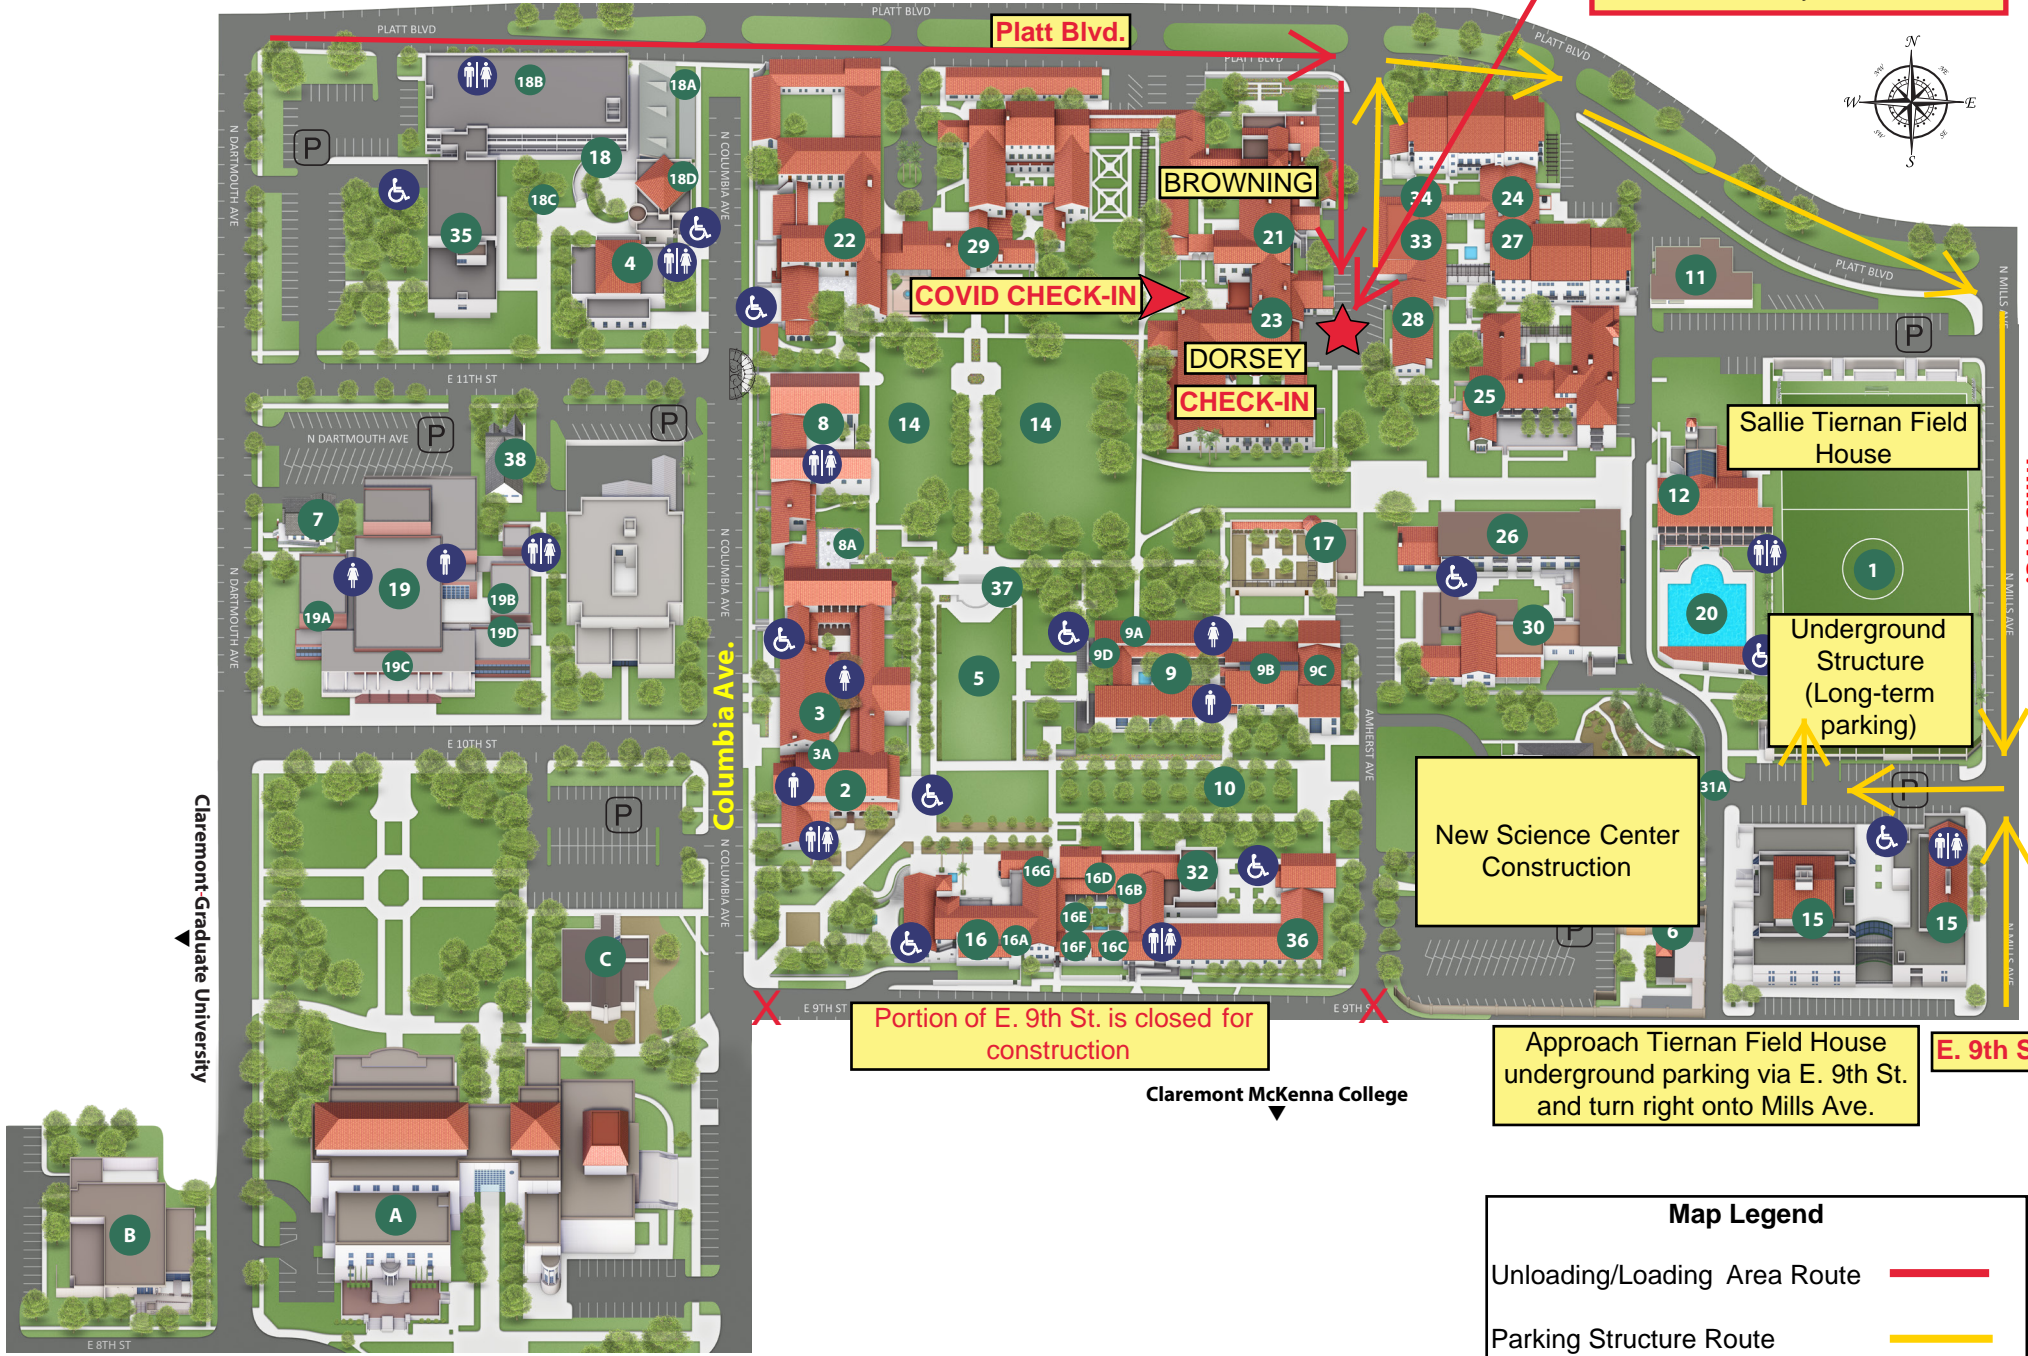 PLATT BLVD
PLATT BLVD
Platt Blvd.
PLATT BLVD
PLATT BLVD
PLATT BLVD
N
NW
NE
W
E
SW
SE
S
N DARTMOUTH AVE
N COLUMBIA AVE
P
18B
18A
18
18D
18C
35
4
22
29
BROWNING
21
34
24
33
27
11
COVID CHECK-IN
23
28
DORSEY
CHECK-IN
25
P
N MILLS AVE
E 11TH ST
N DARTMOUTH AVE
P
P
38
7
8
14
14
8A
Sallie Tiernan Field
House
12
19
19A
19B
19D
19C
N DARTMOUTH AVE
N COLUMBIA AVE
17
26
37
1
20
N MILLS AVE
30
9A
9D
9
9B
9C
5
3
3A
2
10
Underground
Structure
(Long-term
parking)
Columbia Ave.
E 10TH ST
AMHERST AVE
P
P
31A
New Science Center
Construction
N COLUMBIA AVE
Claremont-Graduate University
C
16G
16D
16B
32
16E
16
16A
16F
16C
36
P
6
15
15
N MILLS AVE
X
E 9TH ST
Portion of E. 9th St. is closed for
construction
E 9TH
X
Approach Tiernan Field House
underground parking via E. 9th St.
and turn right onto Mills Ave.
E. 9th S
Claremont McKenna College
A
B
E 8TH ST
Map Legend
Unloading/Loading Area Route
Parking Structure Route